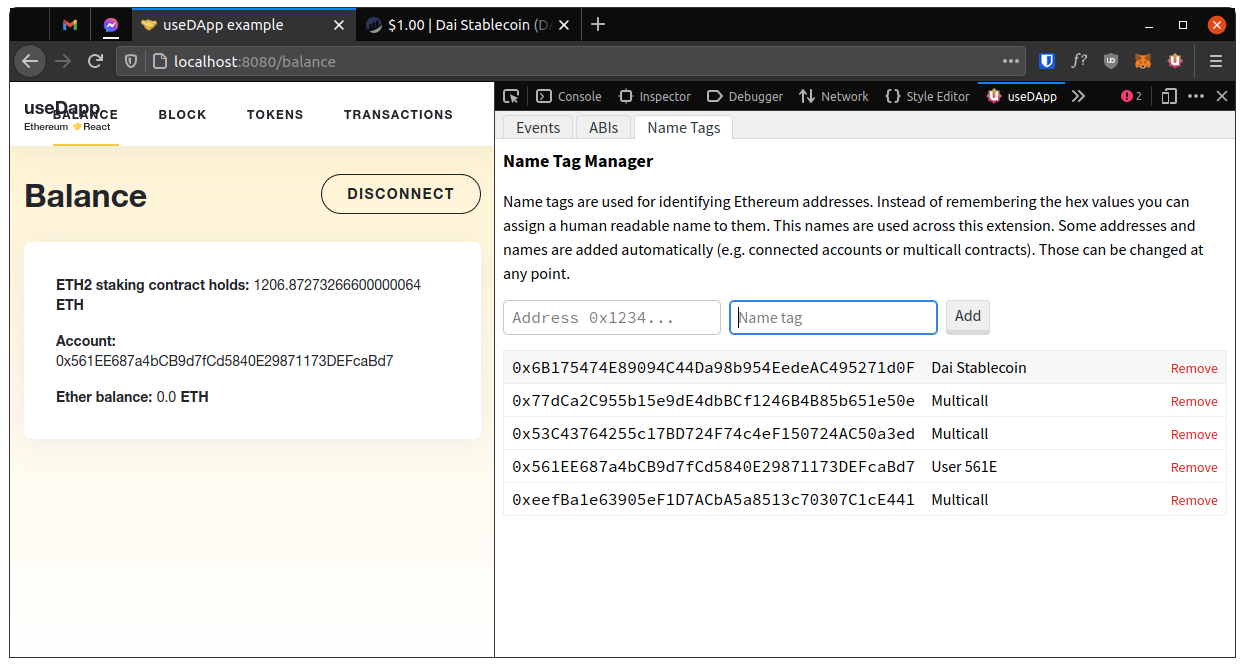 useDApp example
$1.00 | Dai Stablecoin (DA
localhost:8080/balance
useDapp
Ethereum React
BALANCE
BLOCK
TOKENS
TRANSACTIONS
Balance
DISCONNECT
ETH2 staking contract holds: 1206.87273266600000064
ETH
Account:
0x561EE687a4bCB9d7fCd5840E29871173DEFcaBd7
Ether balance: 0.0 ETH
Console
Inspector
Debugger
Network
Style Editor
useDApp
2
Events
ABIs
Name Tags
Name Tag Manager
Name tags are used for identifying Ethereum addresses. Instead of remembering the hex values you can
assign a human readable name to them. This names are used across this extension. Some addresses and
names are added automatically (e.g. connected accounts or multicall contracts). Those can be changed at
any point.
Address 0x1234...
Name tag
Add
0x6B175474E89094C44Da98b954EedeAC495271d0F Dai Stablecoin Remove
0x77dCa2C955b15e9dE4dbBCf1246B4B85b651e50e Multicall Remove
0x53C43764255c17BD724F74c4eF150724AC50a3ed Multicall Remove
0x561EE687a4bCB9d7fCd5840E29871173DEFcaBd7 User 561E Remove
0xeefBa1e63905eF1D7ACbA5a8513c70307C1cE441 Multicall Remove